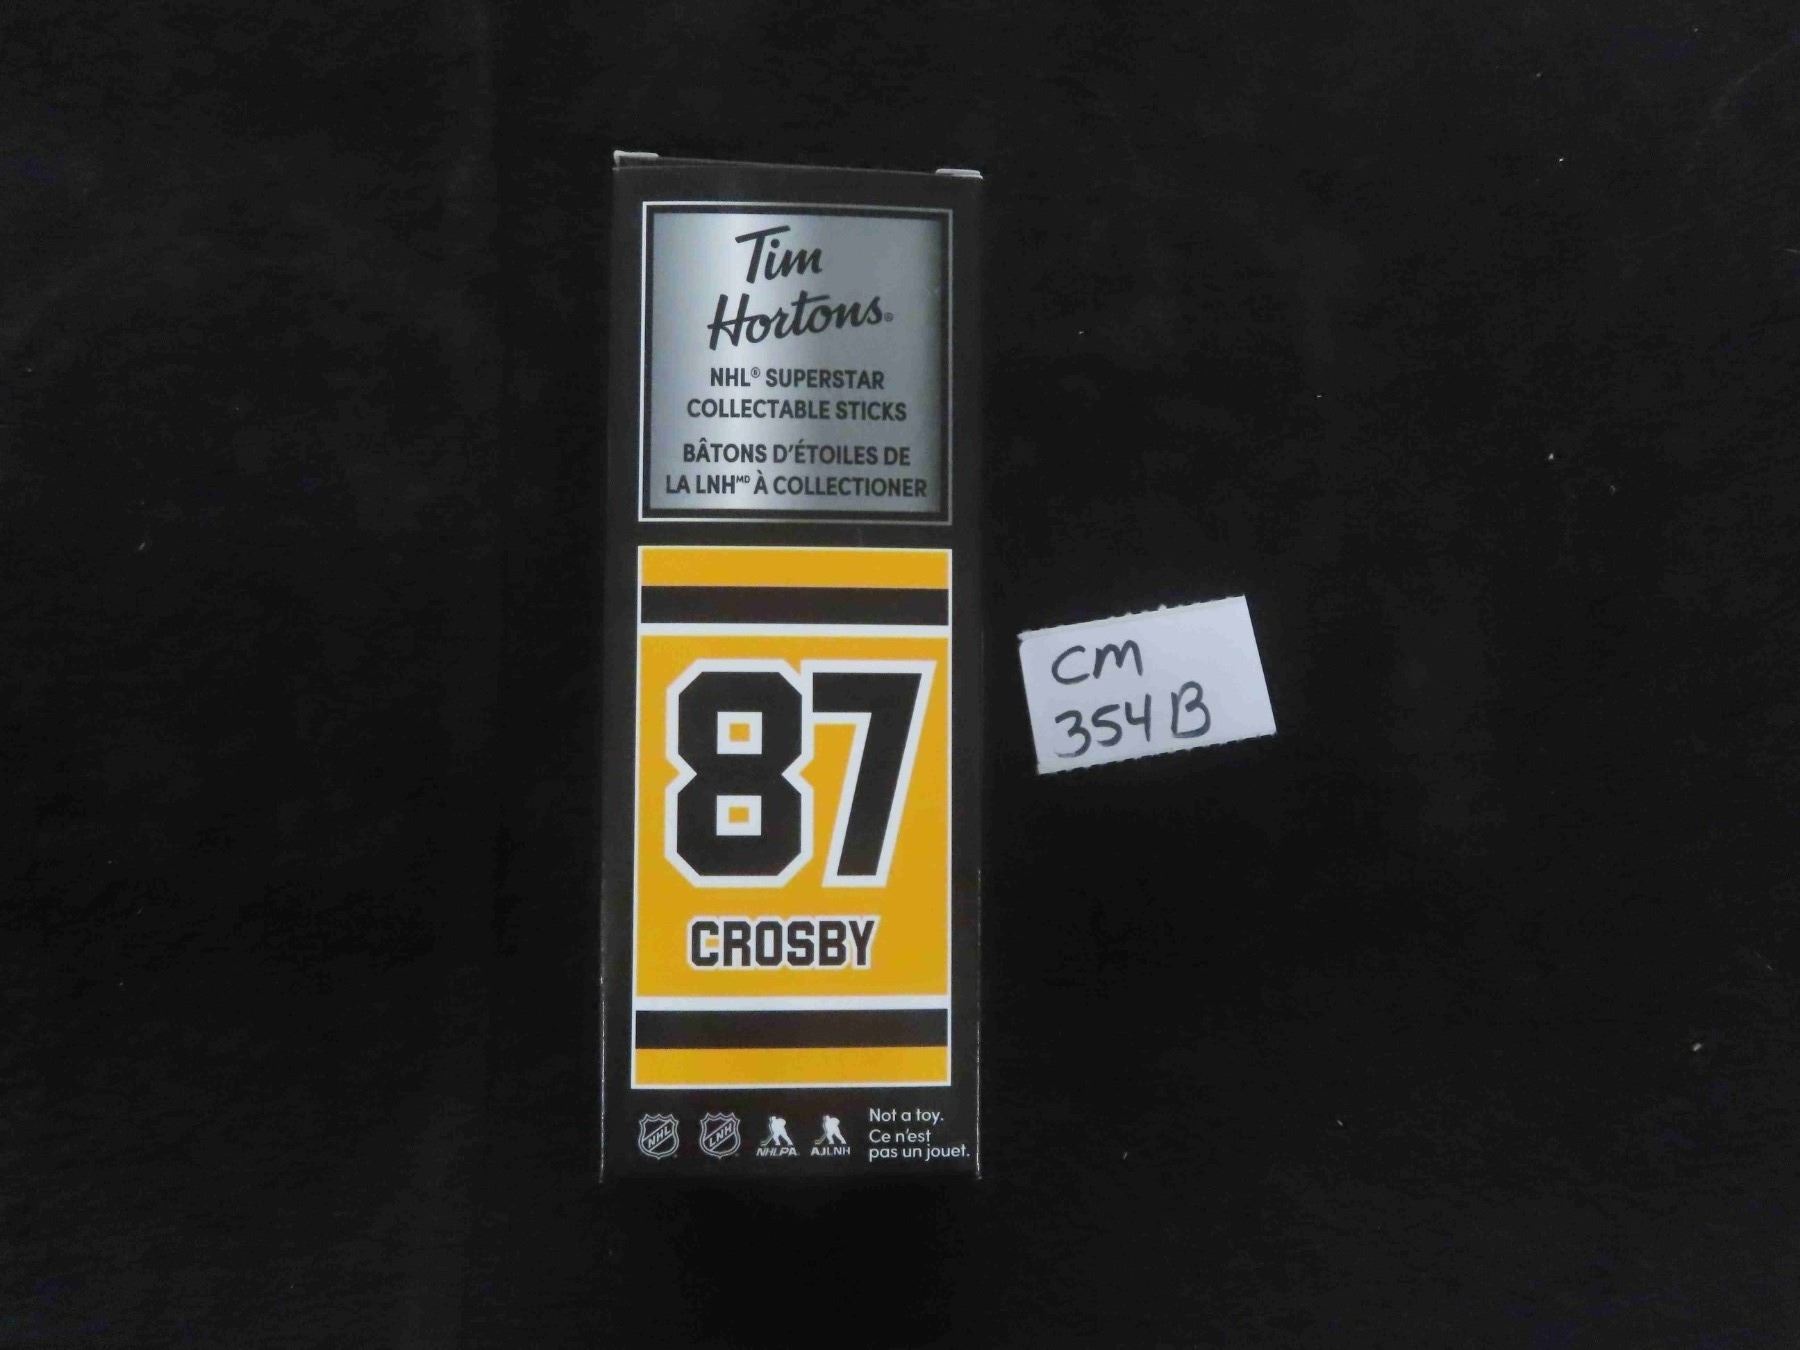 Tim
Hortons®
NHL® SUPERSTAR
COLLECTABLE STICKS
BÂTONS D'ÉTOILES DE
LA LNHᴹᴰ À COLLECTIONER
87
CROSBY
NHL
LNH
NHLPA
AJLNH
Not a toy.
Ce n'est
pas un jouet.
CM
354B